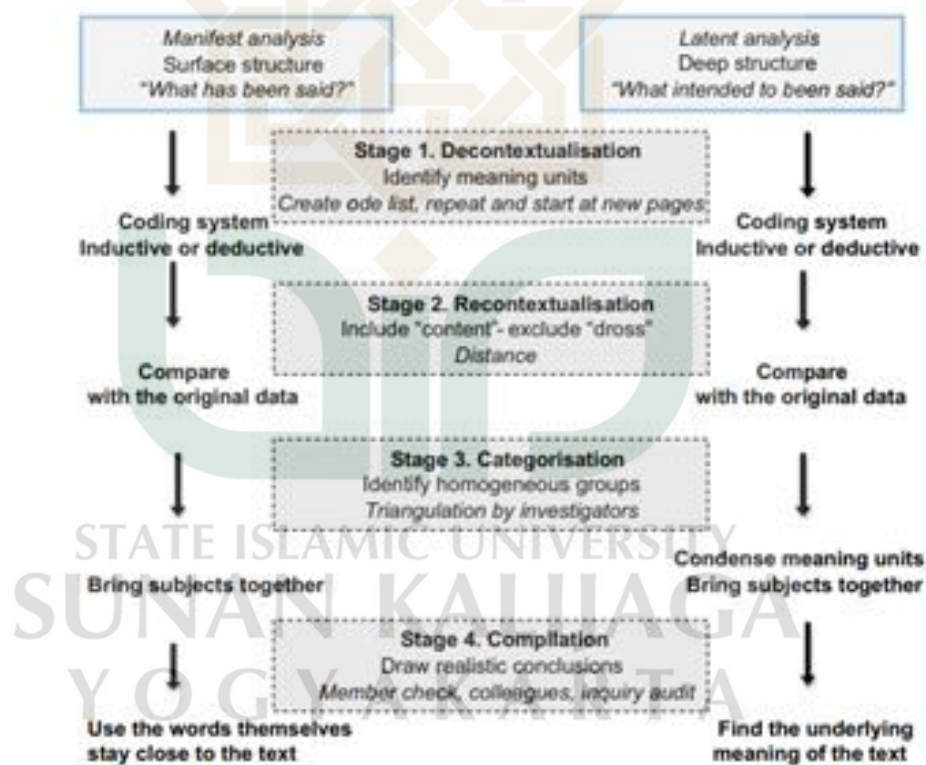 Manifest analysis
Surface structure
"What has been said?"
Latent analysis
Deep structure
"What intended to been said?"
Stage 1. Decontextualisation
Identify meaning units
Create ode list, repeat and start at new pages
Coding system
Inductive or deductive
Coding system
Inductive or deductive
Stage 2. Recontextualisation
Include "content"- exclude "dross"
Distance
Compare
with the original data
Compare
with the original data
Stage 3. Categorisation
Identify homogeneous groups
Triangulation by investigators
STATE ISLAMIC UNIVERSITY
Bring subjects together
Condense meaning units
Bring subjects together
SUNAN KALIJAGA
Stage 4. Compilation
Draw realistic conclusions
Member check, colleagues, inquiry audit
YOGYAKARTA
Use the words themselves
stay close to the text
Find the underlying
meaning of the text